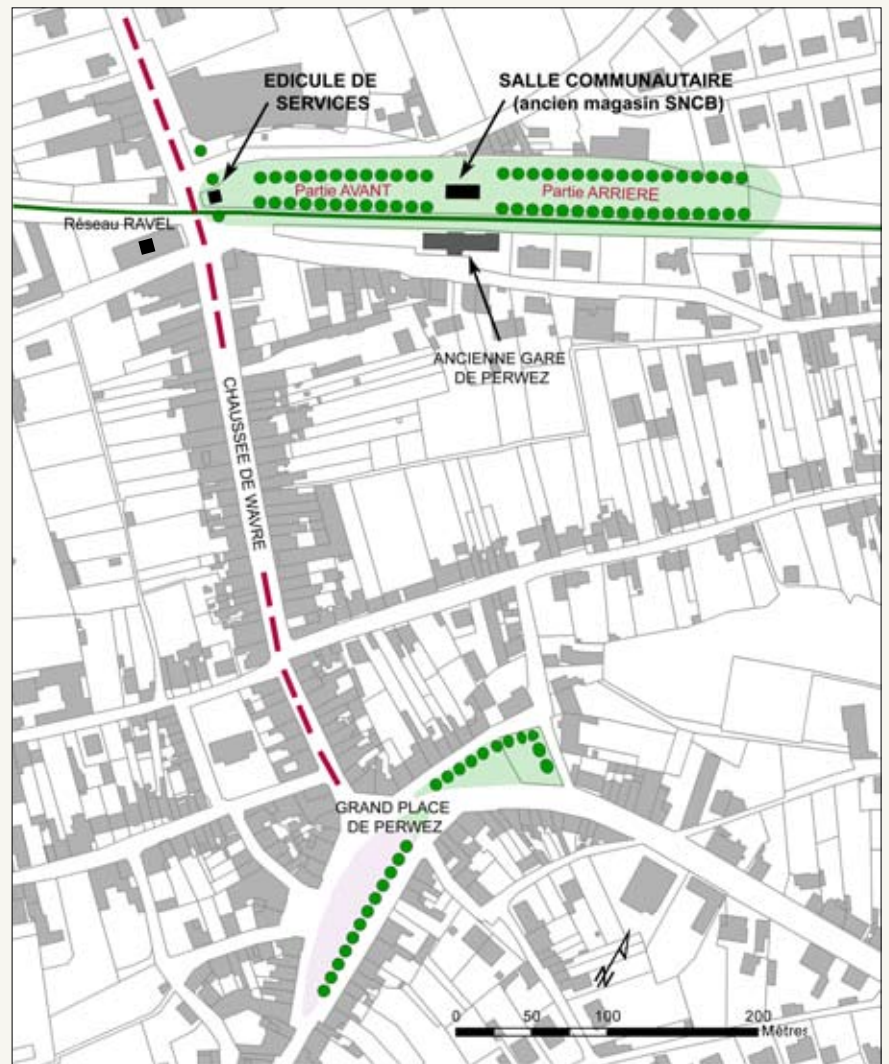 EDICULE DE
SERVICES
SALLE COMMUNAUTAIRE
(ancien magasin SNCB)
Partie AVANT
Partie ARRIERE
Réseau RAVEL
ANCIENNE GARE
DE PERWEZ
CHAUSSEE DE WAVRE
GRAND PLACE
DE PERWEZ
N
0 50 100 200
Mètres